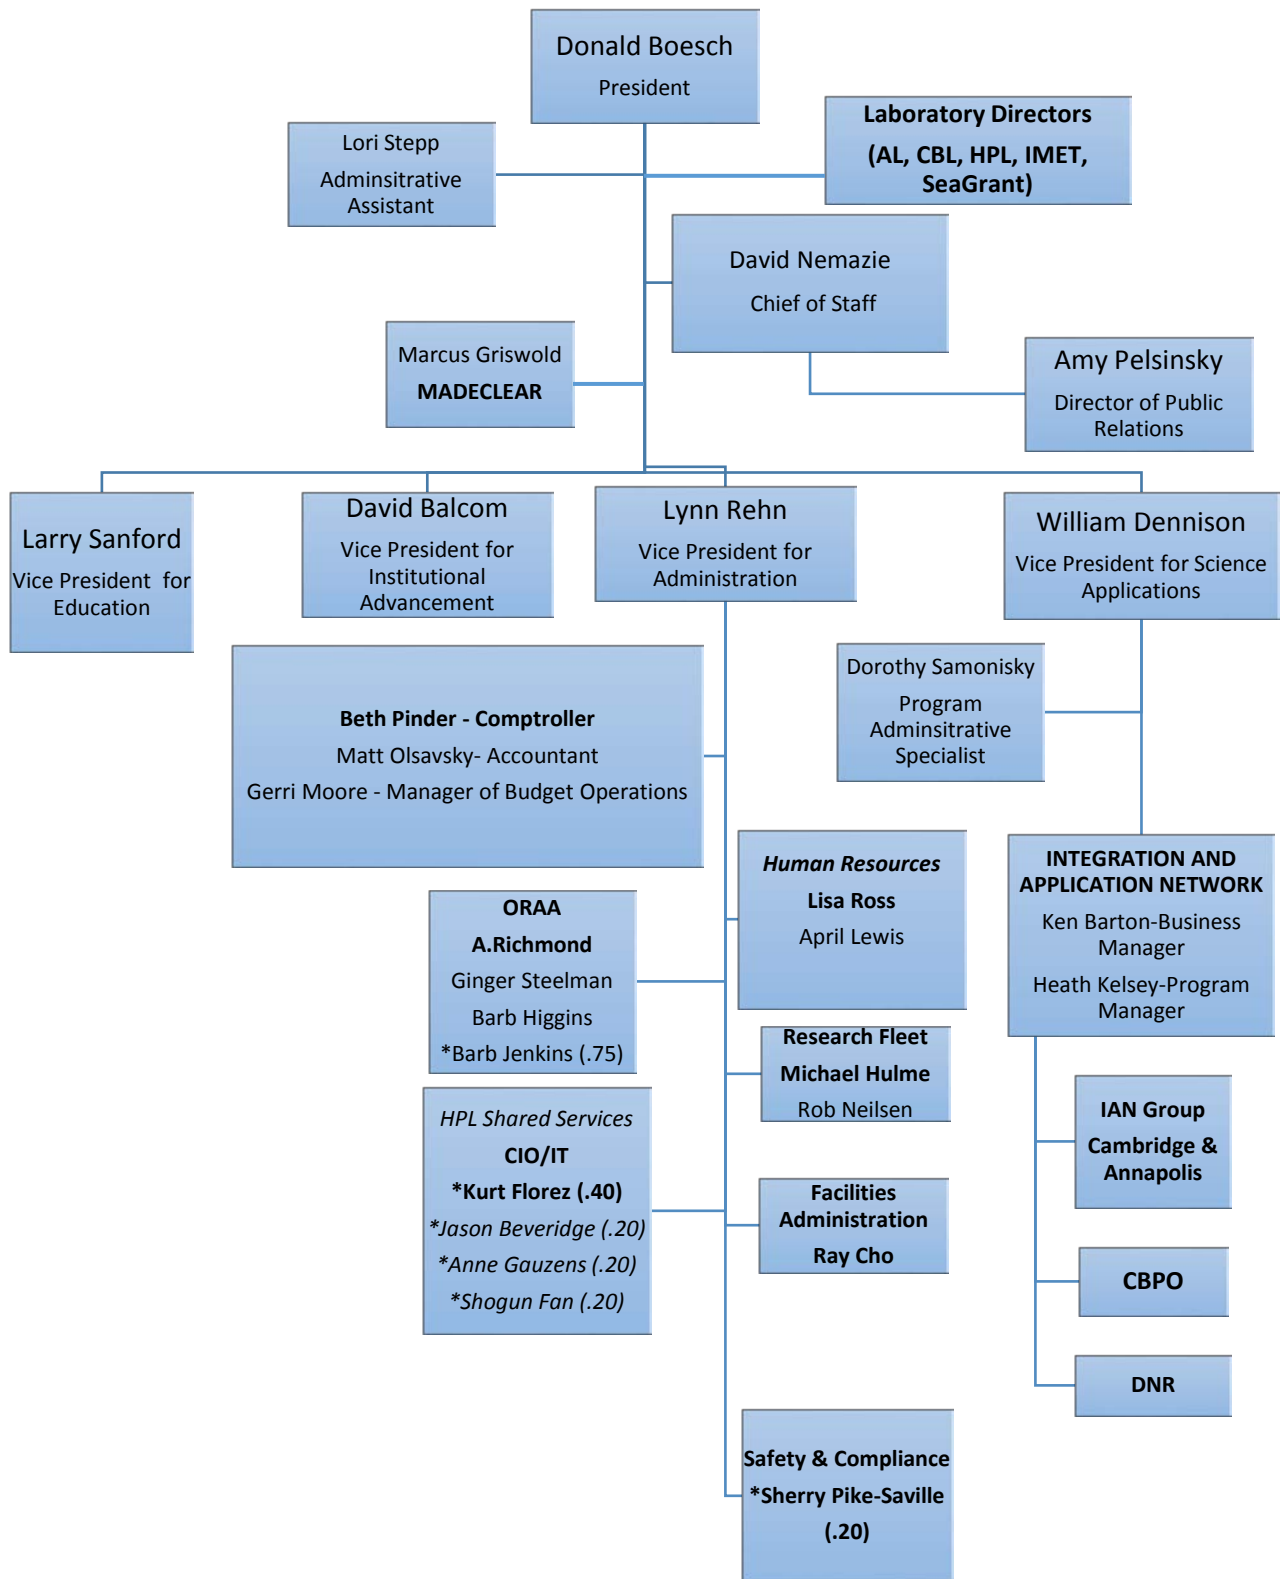 Donald Boesch
President
Laboratory Directors
(AL, CBL, HPL, IMET,
SeaGrant)
Lori Stepp
Adminsitrative
Assistant
David Nemazie
Chief of Staff
Marcus Griswold
MADECLEAR
Amy Pelsinsky
Director of Public
Relations
Larry Sanford
Vice President for
Education
David Balcom
Vice President for
Institutional
Advancement
Lynn Rehn
Vice President for
Administration
William Dennison
Vice President for Science
Applications
Beth Pinder - Comptroller
Matt Olsavsky- Accountant
Gerri Moore - Manager of Budget Operations
Dorothy Samonisky
Program
Adminsitrative
Specialist
Human Resources
Lisa Ross
April Lewis
INTEGRATION AND
APPLICATION NETWORK
Ken Barton-Business
Manager
Heath Kelsey-Program
Manager
ORAA
A.Richmond
Ginger Steelman
Barb Higgins
*Barb Jenkins (.75)
Research Fleet
Michael Hulme
Rob Neilsen
IAN Group
Cambridge &
Annapolis
HPL Shared Services
CIO/IT
*Kurt Florez (.40)
*Jason Beveridge (.20)
*Anne Gauzens (.20)
*Shogun Fan (.20)
Facilities
Administration
Ray Cho
CBPO
DNR
Safety & Compliance
*Sherry Pike-Saville
(.20)